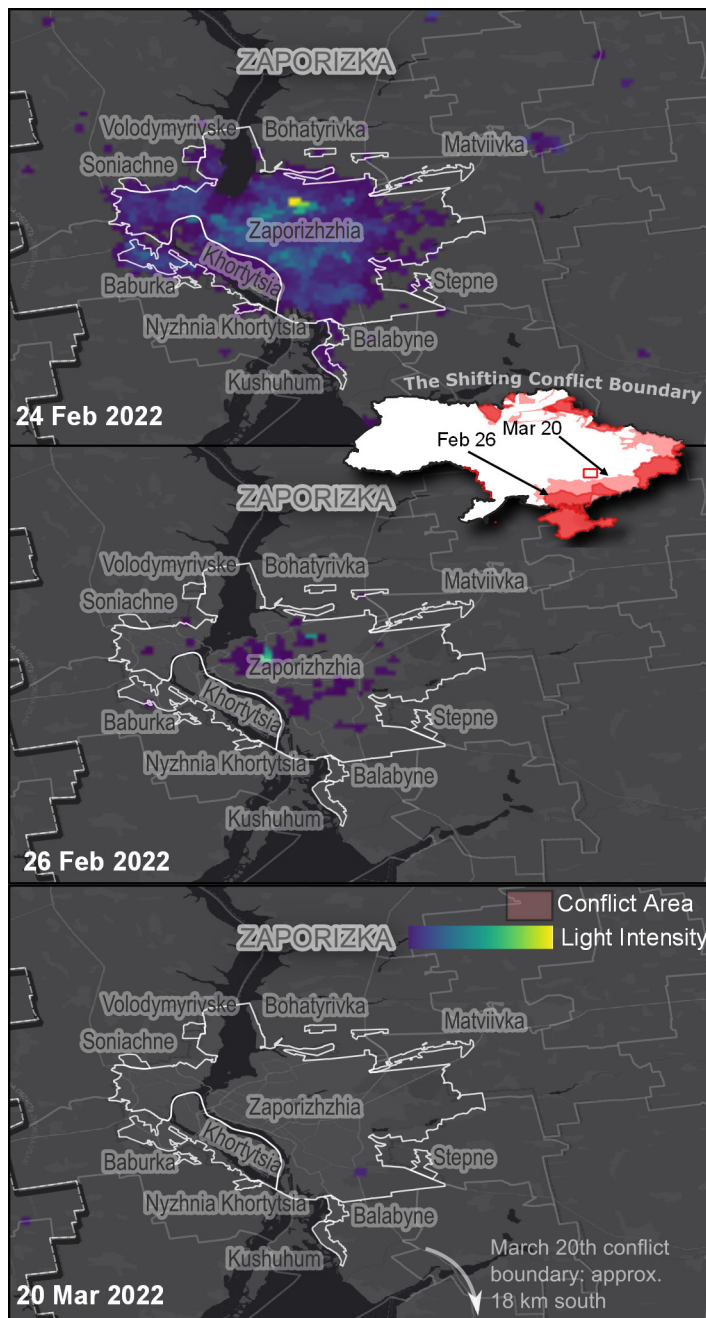 ZAPORIZKA
Volodymyrivske
Bohatyrivka
Matviivka
Soniachne
Zaporizhzhia
Khortytsia
Baburka
Stepne
Nyzhnia Khortytsia
Balabyne
Kushuhum
24 Feb 2022
The Shifting Conflict Boundary
Mar 20
Feb 26
ZAPORIZKA
Volodymyrivske
Bohatyrivka
Matviivka
Soniachne
Zaporizhzhia
Khortytsia
Baburka
Stepne
Nyzhnia Khortytsia
Balabyne
Kushuhum
26 Feb 2022
Conflict Area
Light Intensity
ZAPORIZKA
Volodymyrivske
Bohatyrivka
Matviivka
Soniachne
Zaporizhzhia
Khortytsia
Baburka
Stepne
Nyzhnia Khortytsia
Balabyne
Kushuhum
20 Mar 2022
March 20th conflict
boundary: approx.
18 km south